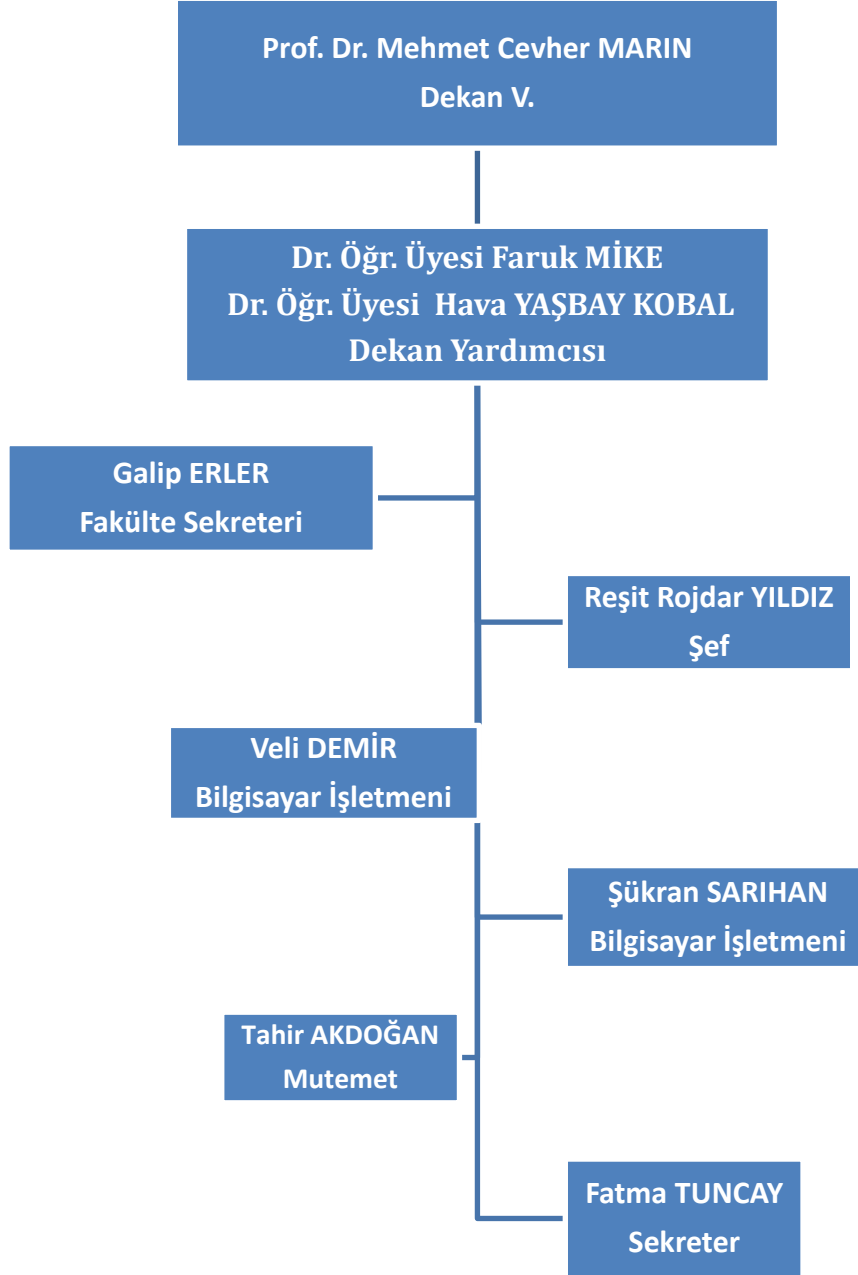 Prof. Dr. Mehmet Cevher MARIN
Dekan V.
Dr. Öğr. Üyesi Faruk MİKE
Dr. Öğr. Üyesi Hava YAŞBAY KOBAL
Dekan Yardımcısı
Galip ERLER
Fakülte Sekreteri
Reşit Rojdar YILDIZ
Şef
Veli DEMİR
Bilgisayar İşletmeni
Şükran SARIHAN
Bilgisayar İşletmeni
Tahir AKDOĞAN
Mutemet
Fatma TUNCAY
Sekreter